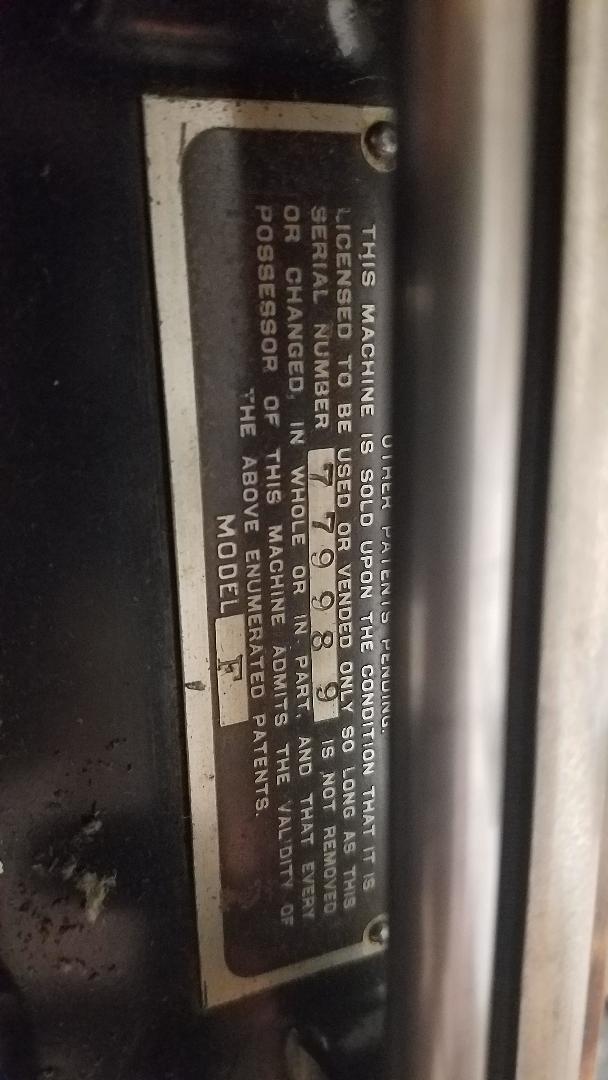 OTHER PATENTS PENDING.
THIS MACHINE IS SOLD UPON THE CONDITION THAT IT IS
LICENSED TO BE USED OR VENDED ONLY SO LONG AS THIS
SERIAL NUMBER 779989 IS NOT REMOVED
OR CHANGED, IN WHOLE OR IN PART, AND THAT EVERY
POSSESSOR OF THIS MACHINE ADMITS THE VALIDITY OF
THE ABOVE ENUMERATED PATENTS.
MODEL F